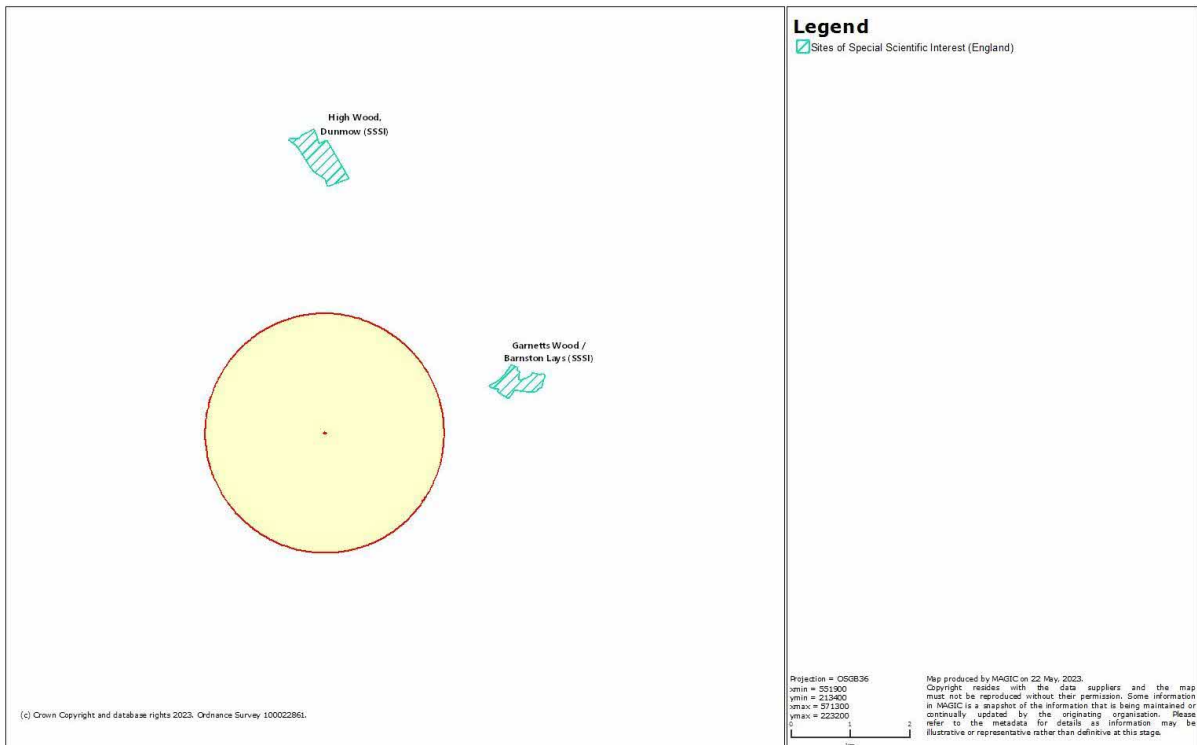 High Wood,
Dunmow (SSSI)
Garnetts Wood /
Barnston Lays (SSSI)
(c) Crown Copyright and database rights 2023. Ordnance Survey 100022861.
Legend
Sites of Special Scientific Interest (England)
Projection = OSGB36
xmin = 551900
ymin = 213400
xmax = 571300
ymax = 223200
0 1 2
km
Map produced by MAGIC on 22 May, 2023.
Copyright resides with the data suppliers and the map
must not be reproduced without their permission. Some information
in MAGIC is a snapshot of the information that is being maintained or
continually updated by the originating organisation. Please
refer to the metadata for details as information may be
illustrative or representative rather than definitive at this stage.